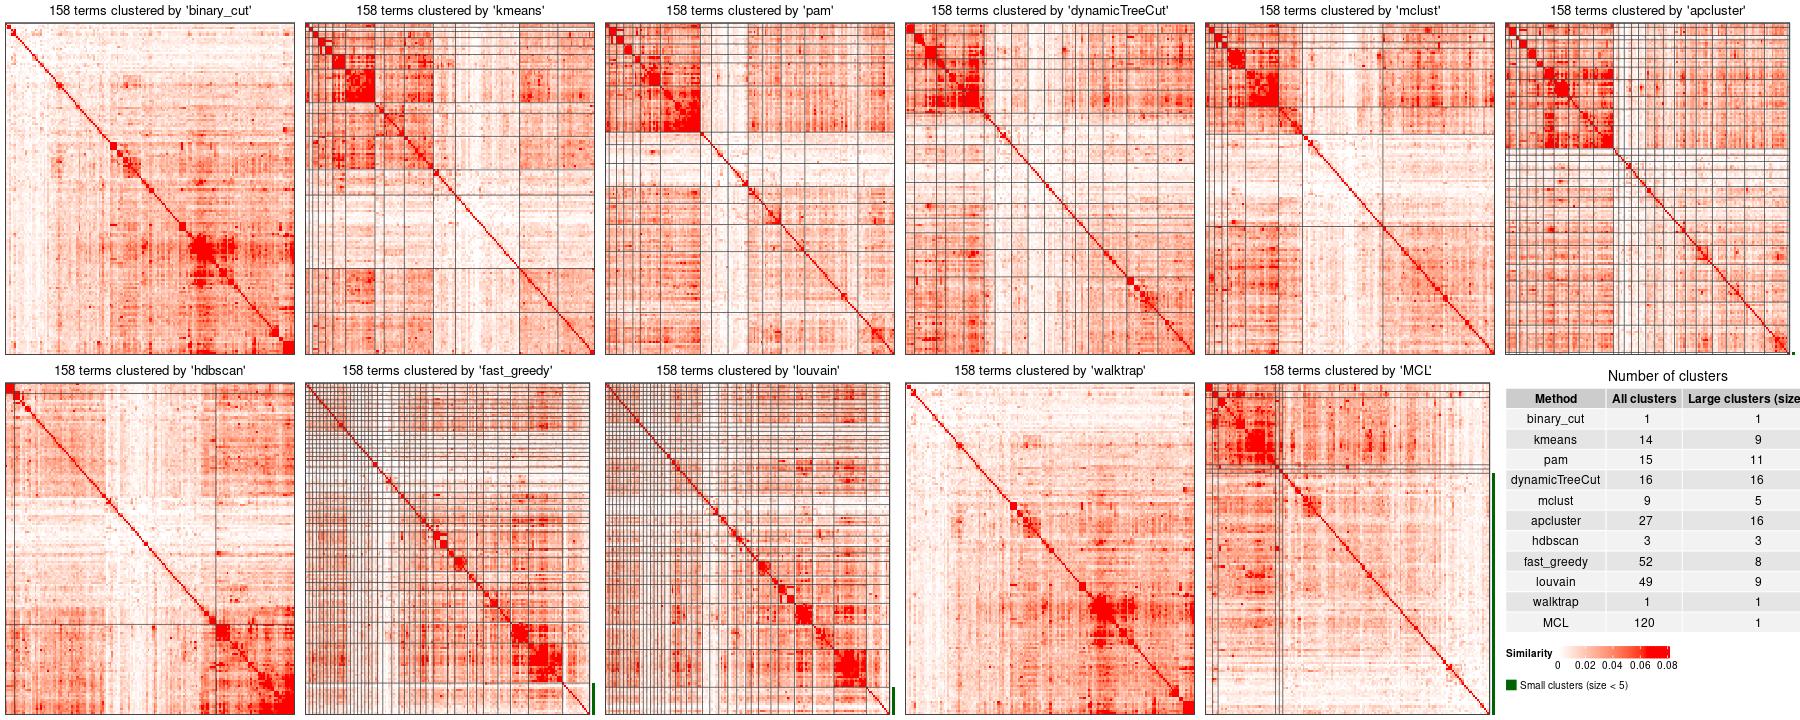 158 terms clustered by 'binary_cut'
158 terms clustered by 'kmeans'
158 terms clustered by 'pam'
158 terms clustered by 'dynamicTreeCut'
158 terms clustered by 'mclust'
158 terms clustered by 'apcluster'
158 terms clustered by 'hdbscan'
158 terms clustered by 'fast_greedy'
158 terms clustered by 'louvain'
158 terms clustered by 'walktrap'
158 terms clustered by 'MCL'
Number of clusters
Method All clusters Large clusters (size
binary_cut 1 1
kmeans 14 9
pam 15 11
dynamicTreeCut 16 16
mclust 9 5
apcluster 27 16
hdbscan 3 3
fast_greedy 52 8
louvain 49 9
walktrap 1 1
MCL 120 1
Similarity
0 0.02 0.04 0.06 0.08
Small clusters (size < 5)